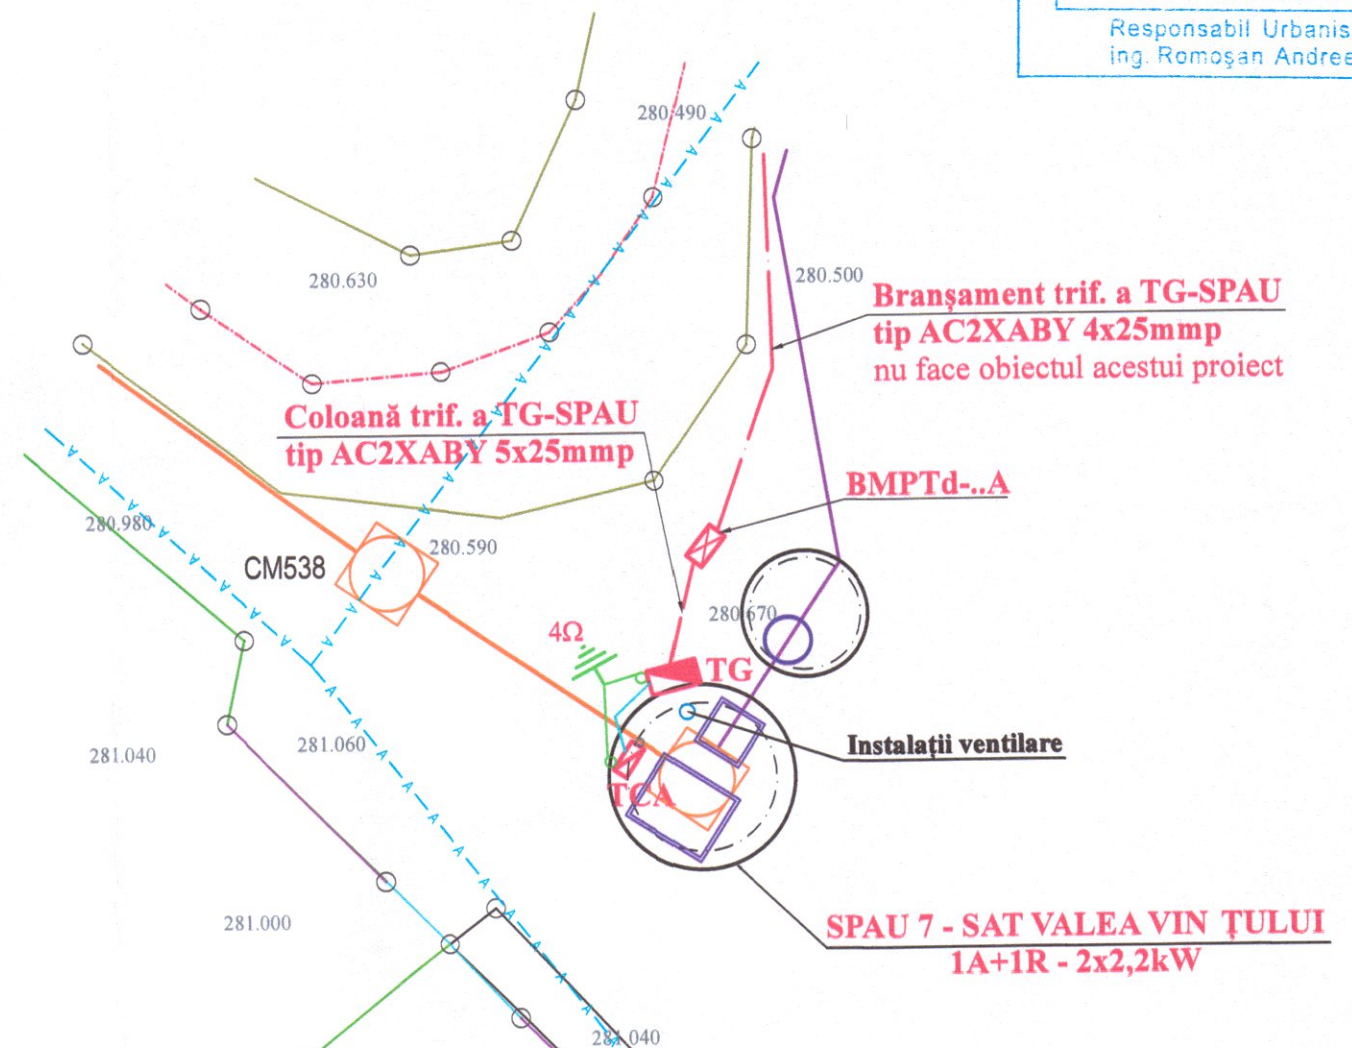 Responsabil Urbanis
ing. Romoşan Andree
280.490
280.630
280.500
Branşament trif. a TG-SPAU
tip AC2XABY 4x25mmp
nu face obiectul acestui proiect
Coloană trif. a TG-SPAU
tip AC2XABY 5x25mmp
BMPTd-..A
280.980
280.590
CM538
280.670
4Ω
TG
281.060
281.040
Instalaţii ventilare
TCA
281.000
SPAU 7 - SAT VALEA VIN ŢULUI
1A+1R - 2x2,2kW
281.040